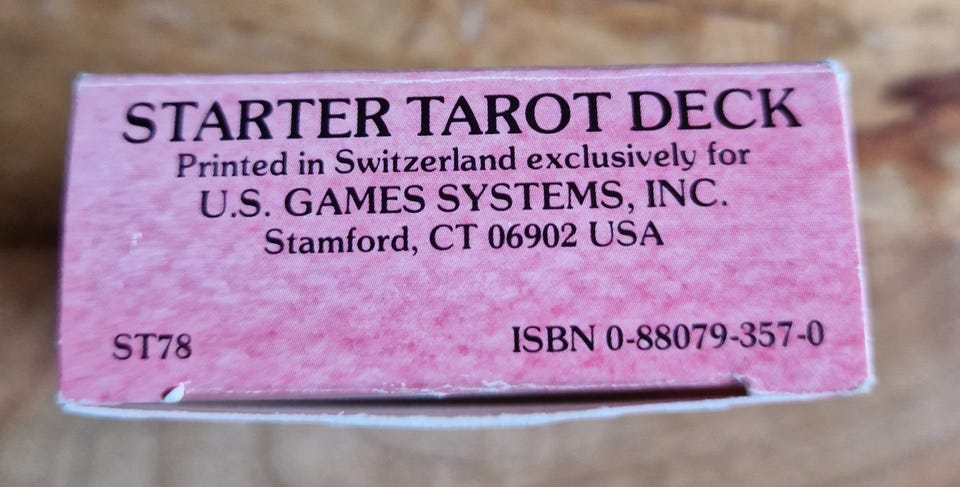 STARTER TAROT DECK
Printed in Switzerland exclusively for
U.S. GAMES SYSTEMS, INC.
Stamford, CT 06902 USA
ST78
ISBN 0-88079-357-0